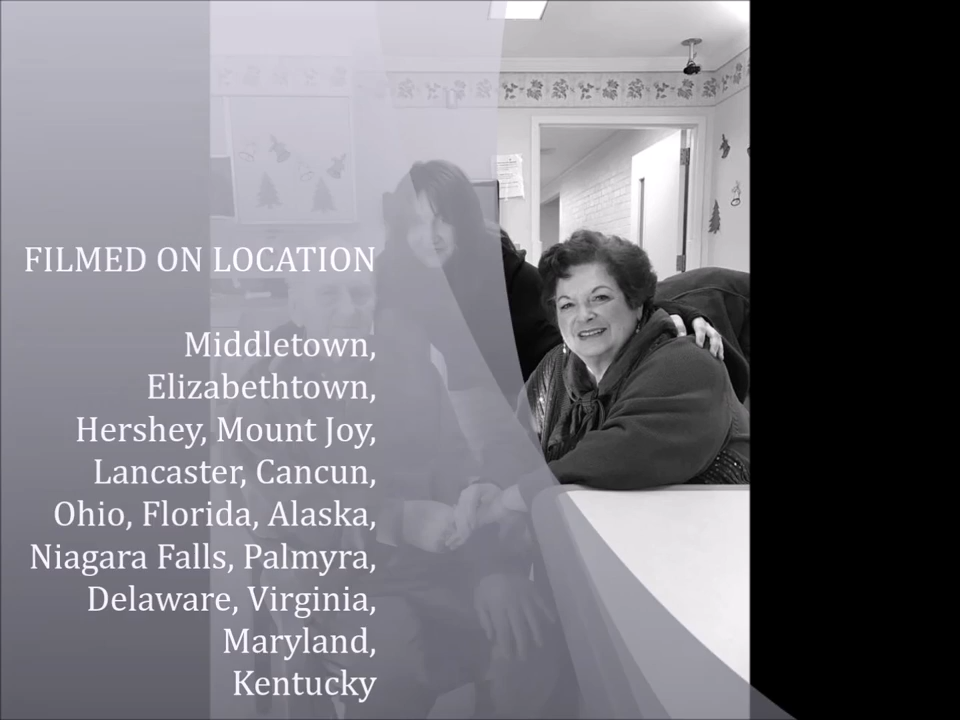 FILMED ON LOCATION
Middletown,
Elizabethtown,
Hershey, Mount Joy,
Lancaster, Cancun,
Ohio, Florida, Alaska,
Niagara Falls, Palmyra,
Delaware, Virginia,
Maryland,
Kentucky